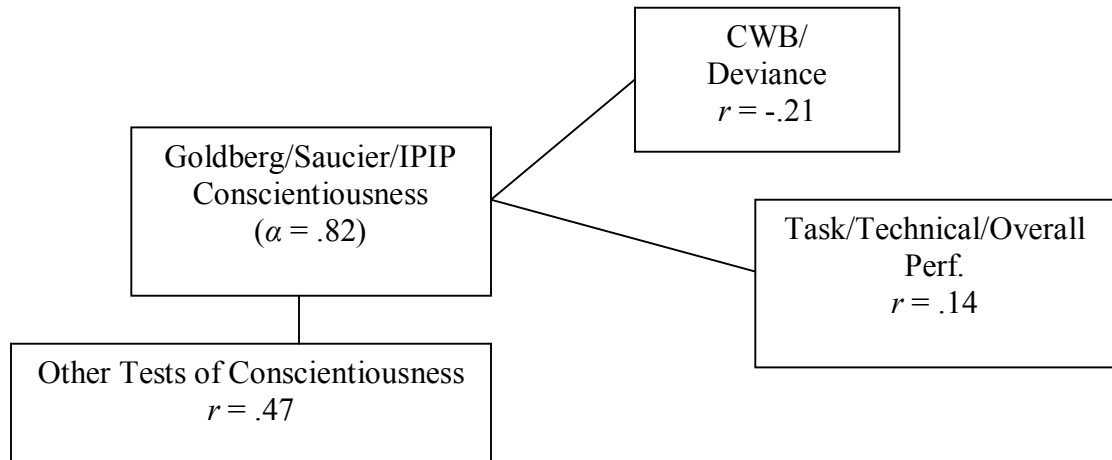 CWB/
Deviance
r = -.21
Goldberg/Saucier/IPIP
Conscientiousness
(α = .82)
Task/Technical/Overall
Perf.
r = .14
Other Tests of Conscientiousness
r = .47